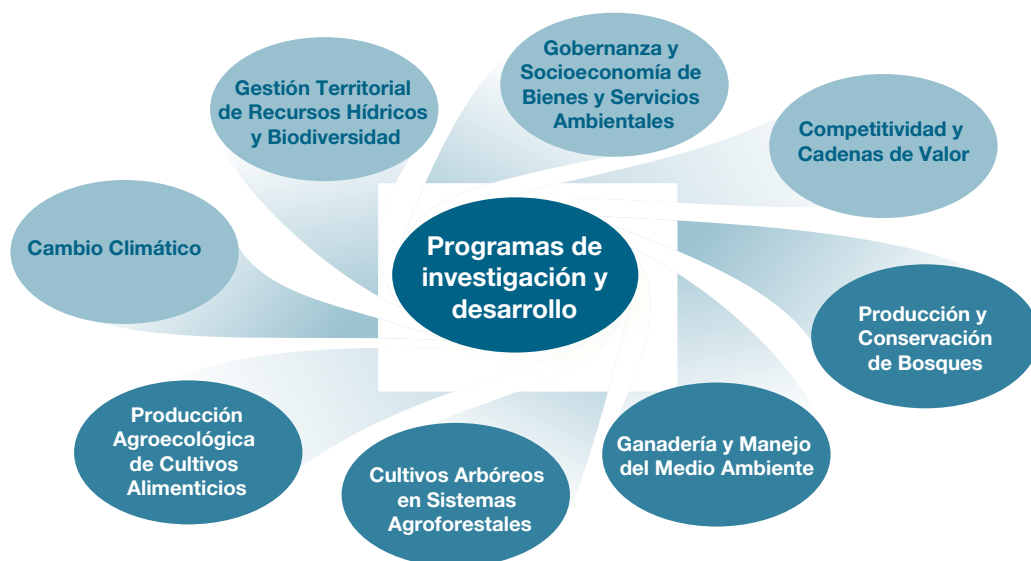 Gobernanza y
Socioeconomía de
Bienes y Servicios
Ambientales
Gestión Territorial
de Recursos Hídricos
y Biodiversidad
Competitividad y
Cadenas de Valor
Cambio Climático
Programas de
investigación y
desarrollo
Producción y
Conservación
de Bosques
Producción
Agroecológica
de Cultivos
Alimenticios
Cultivos Arbóreos
en Sistemas
Agroforestales
Ganadería y Manejo
del Medio Ambiente